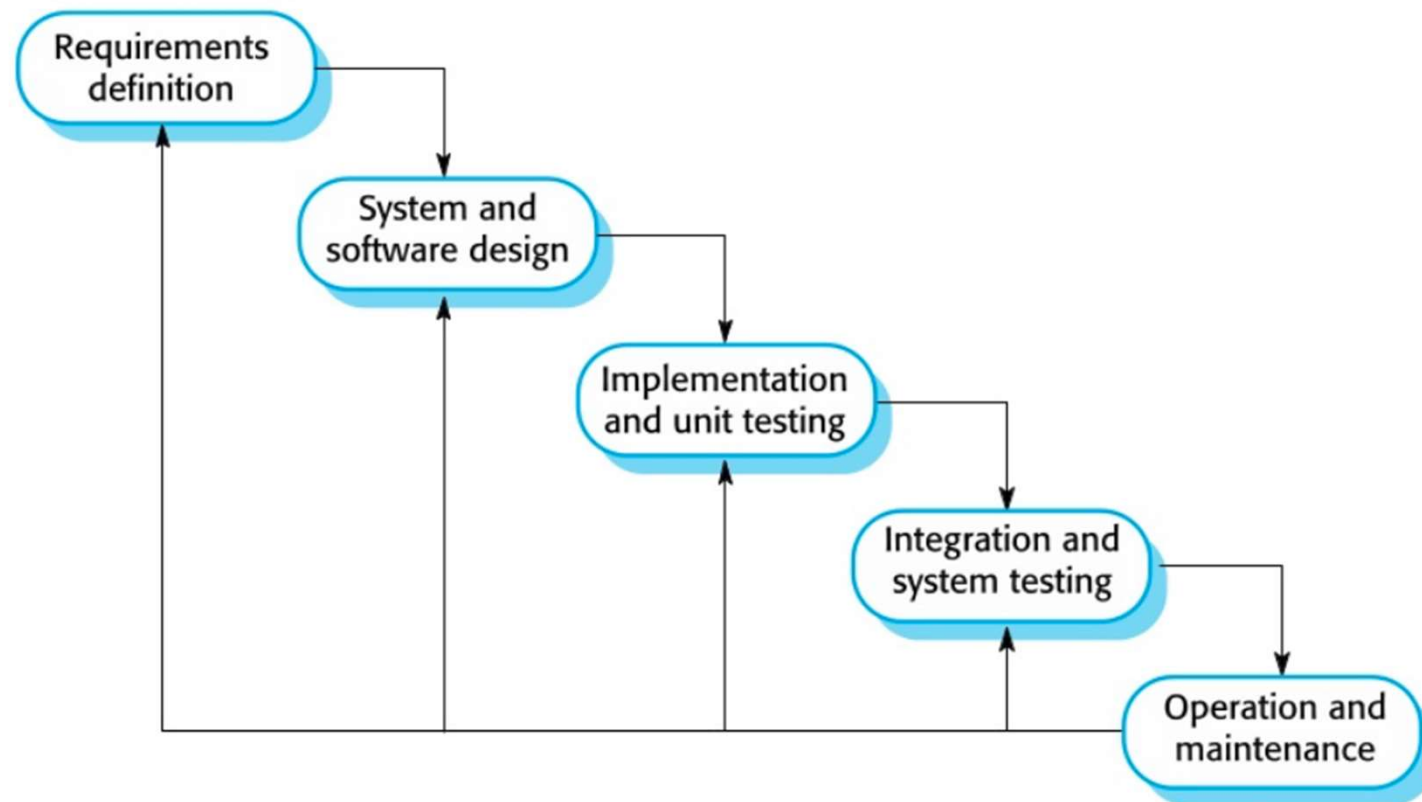 Requirements
definition
System and
software design
Implementation
and unit testing
Integration and
system testing
Operation and
maintenance